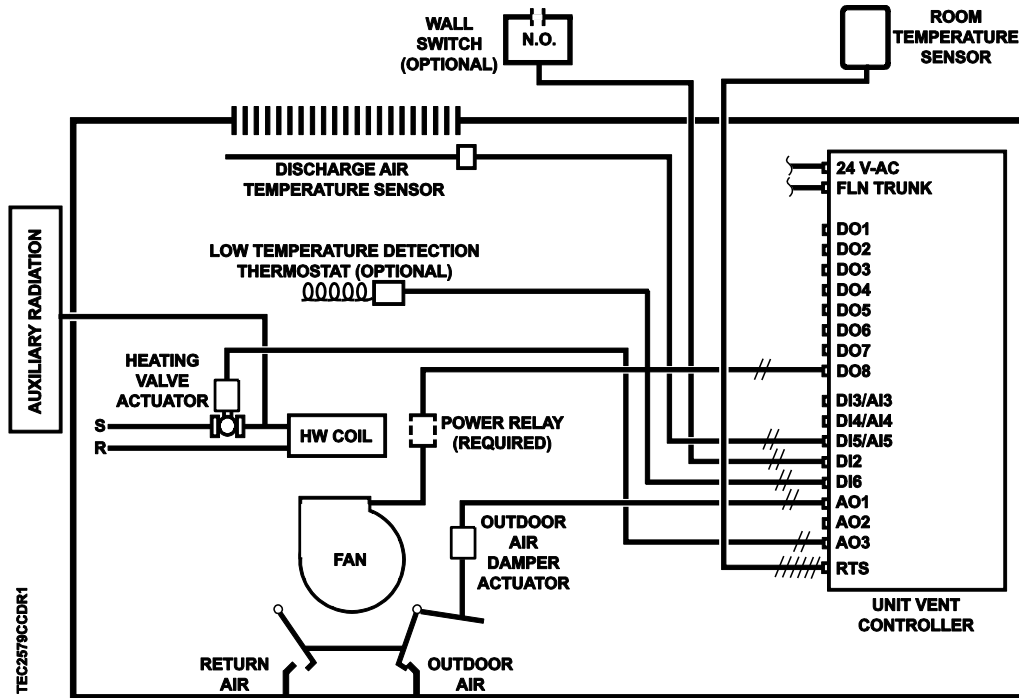 WALL
SWITCH
(OPTIONAL)
N.O.
ROOM
TEMPERATURE
SENSOR
DISCHARGE AIR
TEMPERATURE SENSOR
24 V-AC
FLN TRUNK
DO1
DO2
DO3
DO4
DO5
DO6
DO7
DO8
DI3/AI3
DI4/AI4
DI5/AI5
DI2
DI6
AO1
AO2
AO3
RTS
UNIT VENT
CONTROLLER
LOW TEMPERATURE DETECTION
THERMOSTAT (OPTIONAL)
AUXILIARY RADIATION
HEATING
VALVE
ACTUATOR
S
R
HW COIL
POWER RELAY
(REQUIRED)
FAN
OUTDOOR
AIR
DAMPER
ACTUATOR
RETURN
AIR
OUTDOOR
AIR
TEC2579CCDR1